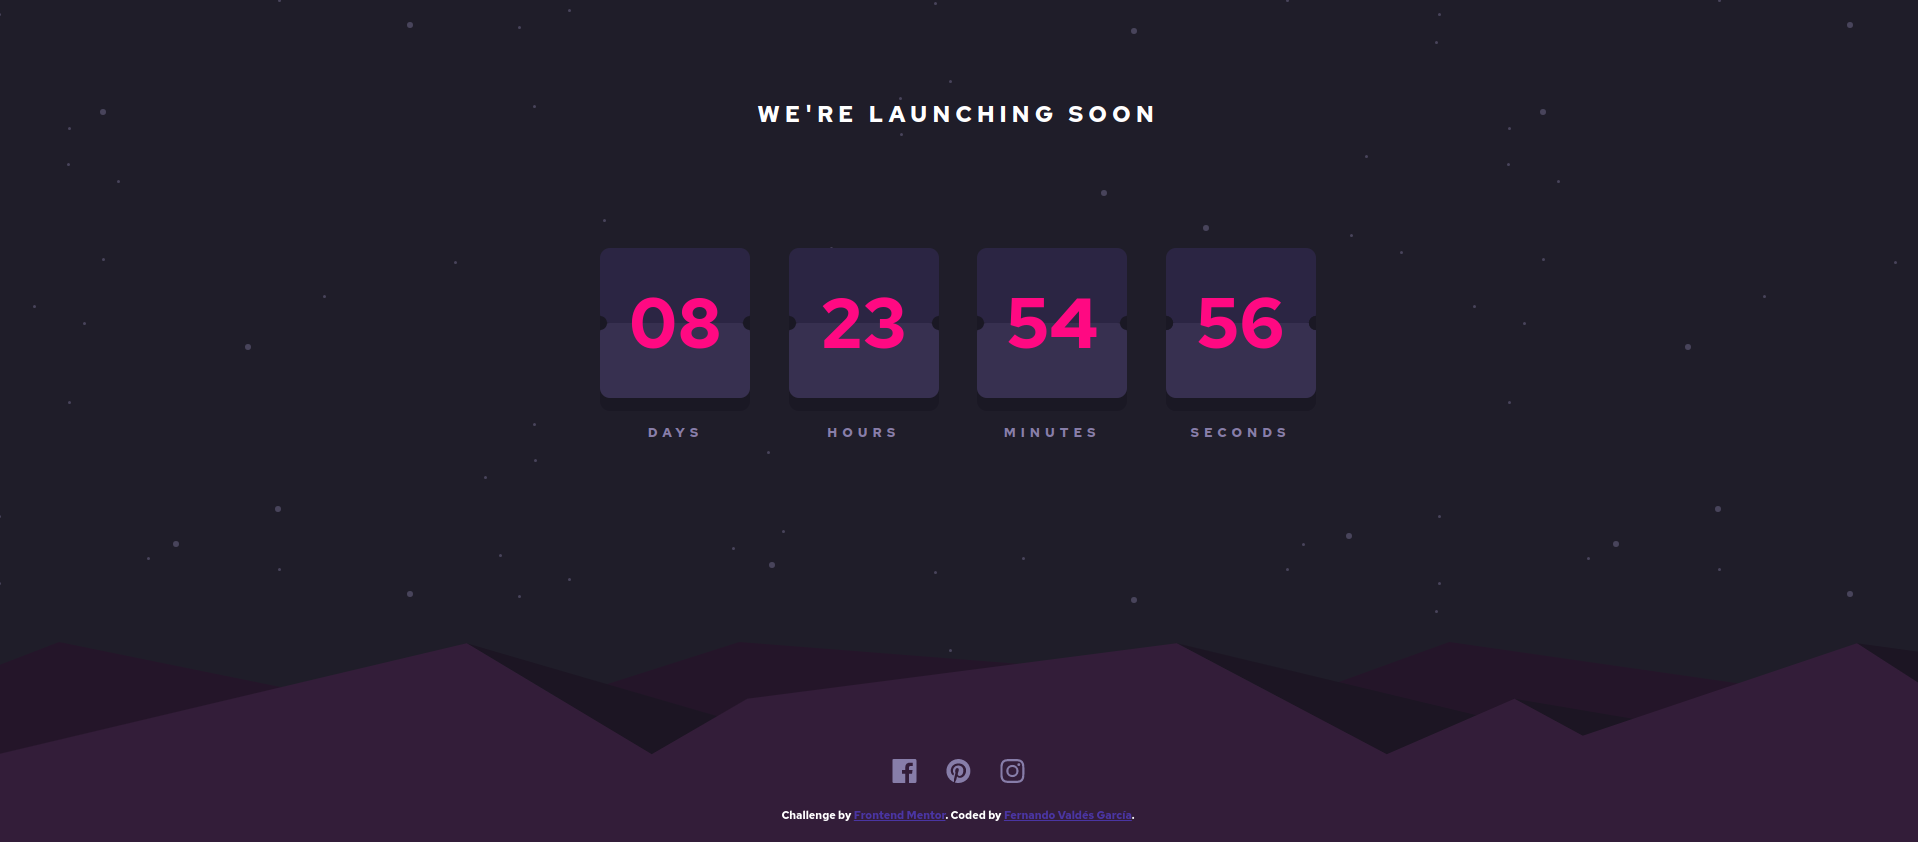 WE'RE LAUNCHING SOON
08 23 54 56
DAYS HOURS MINUTES SECONDS
Challenge by Frontend Mentor. Coded by Fernando Valdés García.